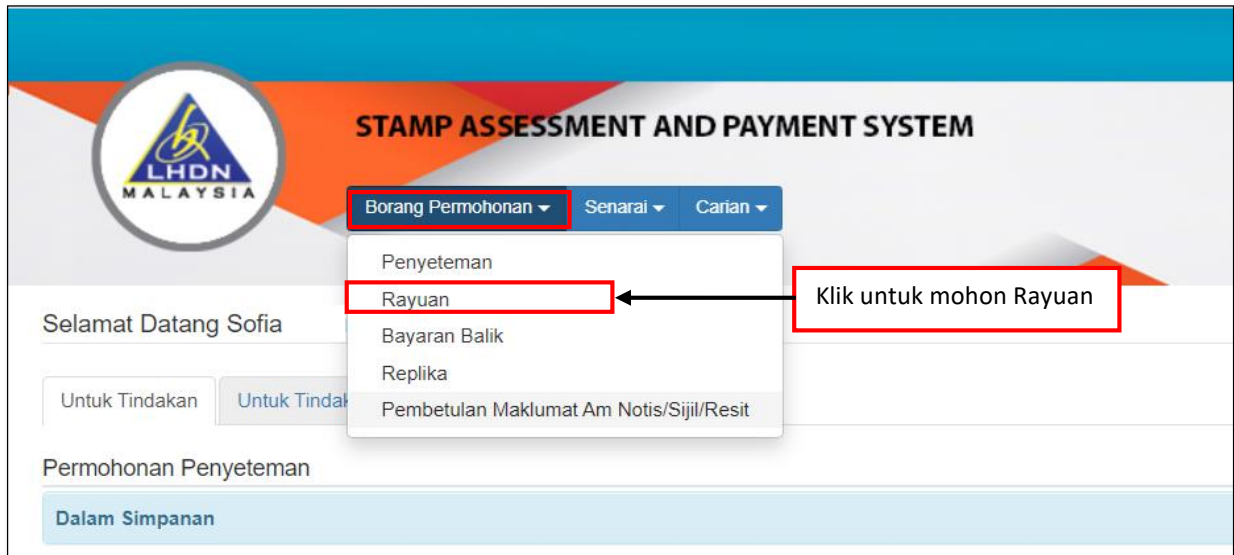 STAMP ASSESSMENT AND PAYMENT SYSTEM
LHDN
MALAYSIA
Borang Permohonan Senarai Carian
Penyeteman
Rayuan
Klik untuk mohon Rayuan
Selamat Datang Sofia
Bayaran Balik
Replika
Untuk Tindakan Untuk Tindak
Pembetulan Maklumat Am Notis/Sijil/Resit
Permohonan Penyeteman
Dalam Simpanan